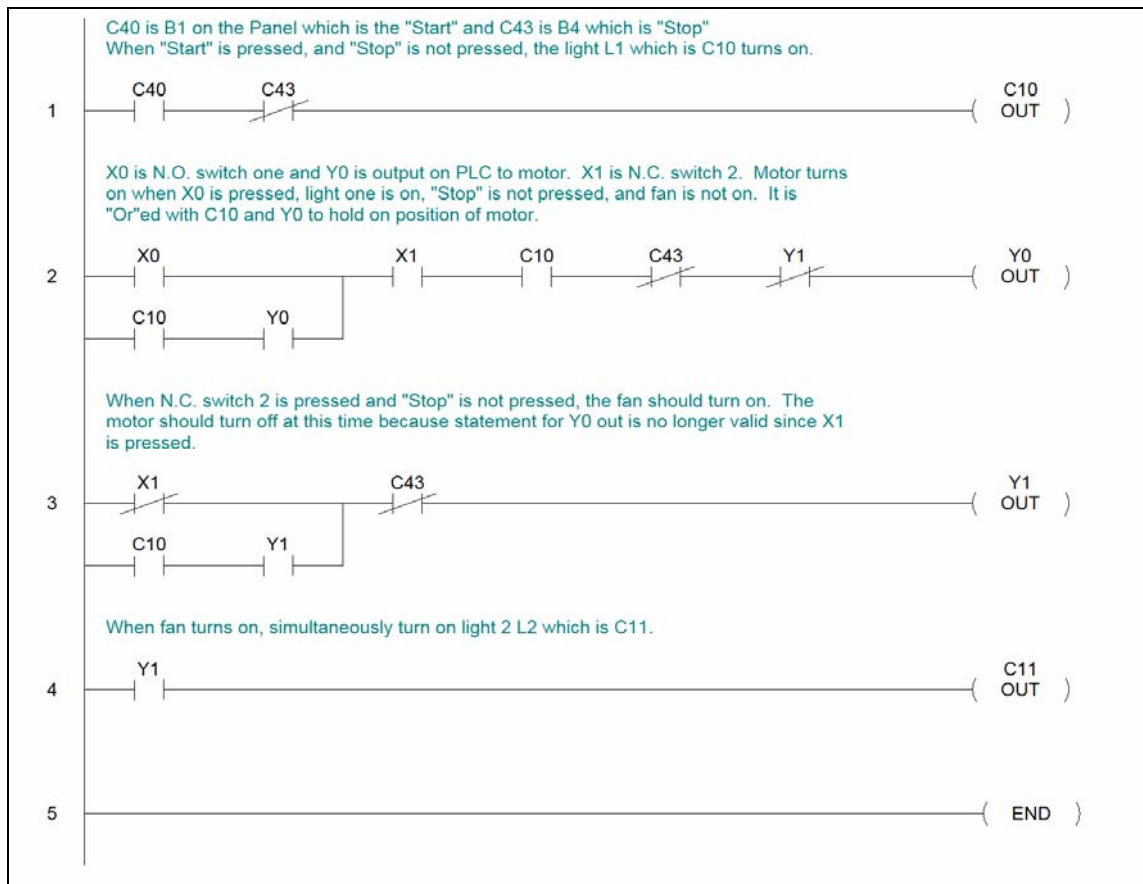 C40 is B1 on the Panel which is the "Start" and C43 is B4 which is "Stop"
When "Start" is pressed, and "Stop" is not pressed, the light L1 which is C10 turns on.
C40 C43 C10
1 OUT
X0 is N.O. switch one and Y0 is output on PLC to motor. X1 is N.C. switch 2. Motor turns
on when X0 is pressed, light one is on, "Stop" is not pressed, and fan is not on. It is
"Or"ed with C10 and Y0 to hold on position of motor.
X0 X1 C10 C43 Y1 Y0
2 OUT
C10 Y0
When N.C. switch 2 is pressed and "Stop" is not pressed, the fan should turn on. The
motor should turn off at this time because statement for Y0 out is no longer valid since X1
is pressed.
X1 C43 Y1
3 OUT
C10 Y1
When fan turns on, simultaneously turn on light 2 L2 which is C11.
Y1 C11
4 OUT
5 END